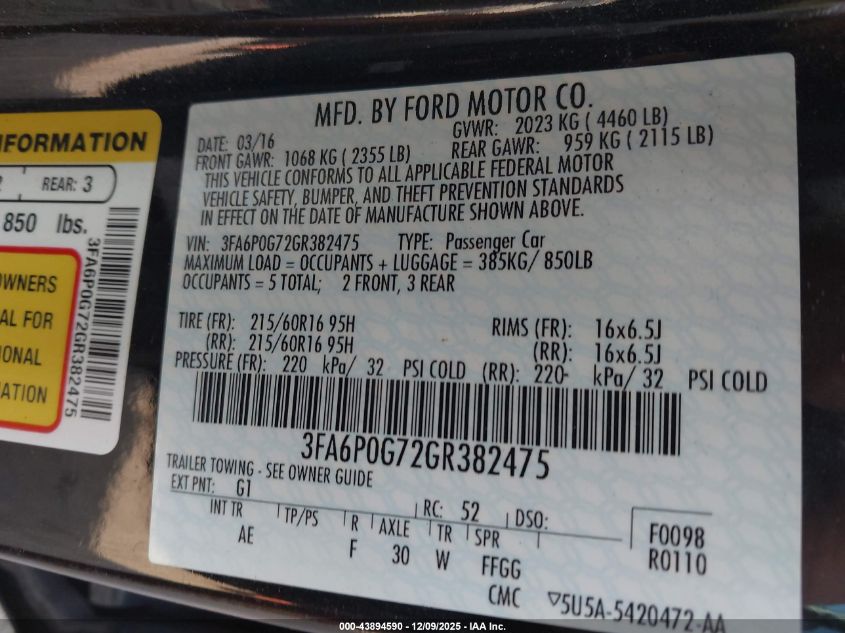 MFD. BY FORD MOTOR CO.
DATE: 03/16 GVWR: 2023 KG ( 4460 LB)
FRONT GAWR: 1068 KG ( 2355 LB) REAR GAWR: 959 KG ( 2115 LB)
THIS VEHICLE CONFORMS TO ALL APPLICABLE FEDERAL MOTOR
VEHICLE SAFETY, BUMPER, AND THEFT PREVENTION STANDARDS
IN EFFECT ON THE DATE OF MANUFACTURE SHOWN ABOVE.
VIN: 3FA6P0G72GR382475 TYPE: Passenger Car
MAXIMUM LOAD = OCCUPANTS + LUGGAGE = 385KG/ 850LB
OCCUPANTS = 5 TOTAL; 2 FRONT, 3 REAR
TIRE (FR): 215/60R16 95H RIMS (FR): 16x6.5J
(RR): 215/60R16 95H (RR): 16x6.5J
PRESSURE (FR): 220 kPa/ 32 PSI COLD (RR): 220 kPa/ 32 PSI COLD
3FA6P0G72GR382475
TRAILER TOWING - SEE OWNER GUIDE
EXT PNT: G1 RC: 52 DSO:
INT TR TP/PS R AXLE TR SPR
AE F 30 W FFGG
F0098
R0110
CMC 5U5A-5420472-AA
INFORMATION
REAR: 3
850 lbs.
3FA6P0G72GR382475
OWNERS
FOR
000-43894590 - 12/09/2025 - IAA Inc.